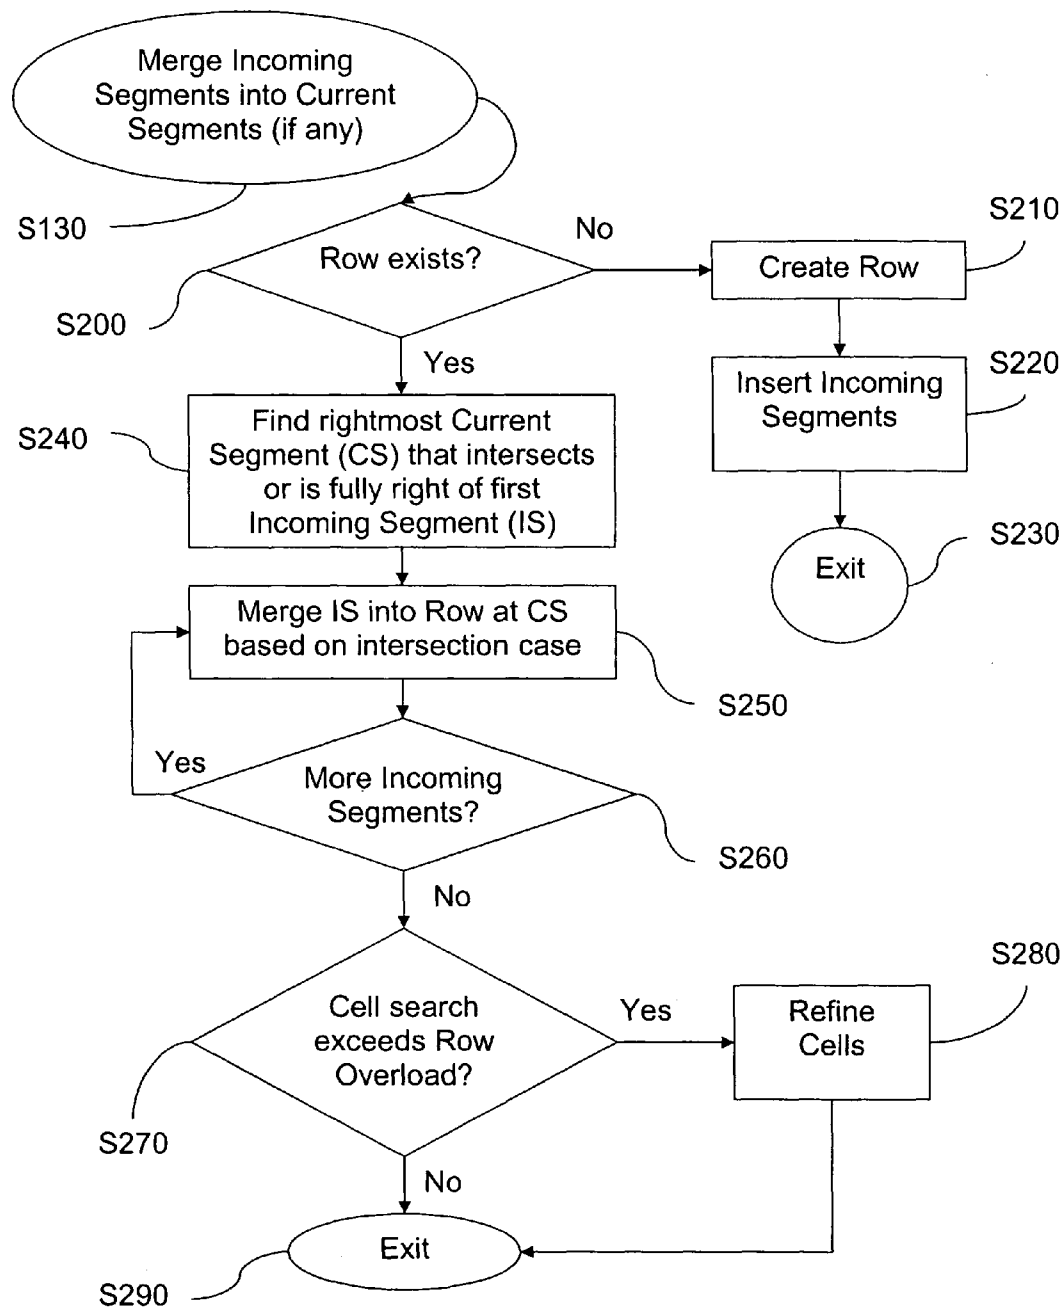 Merge Incoming
Segments into Current
Segments (if any)
S130
Row exists?
No
S200
Create Row
S210
Yes
Insert Incoming
Segments
S220
Find rightmost Current
Segment (CS) that intersects
or is fully right of first
Incoming Segment (IS)
S240
Exit
S230
Merge IS into Row at CS
based on intersection case
S250
Yes
More Incoming
Segments?
S260
No
Cell search
exceeds Row
Overload?
Yes
S270
Refine
Cells
S280
No
Exit
S290